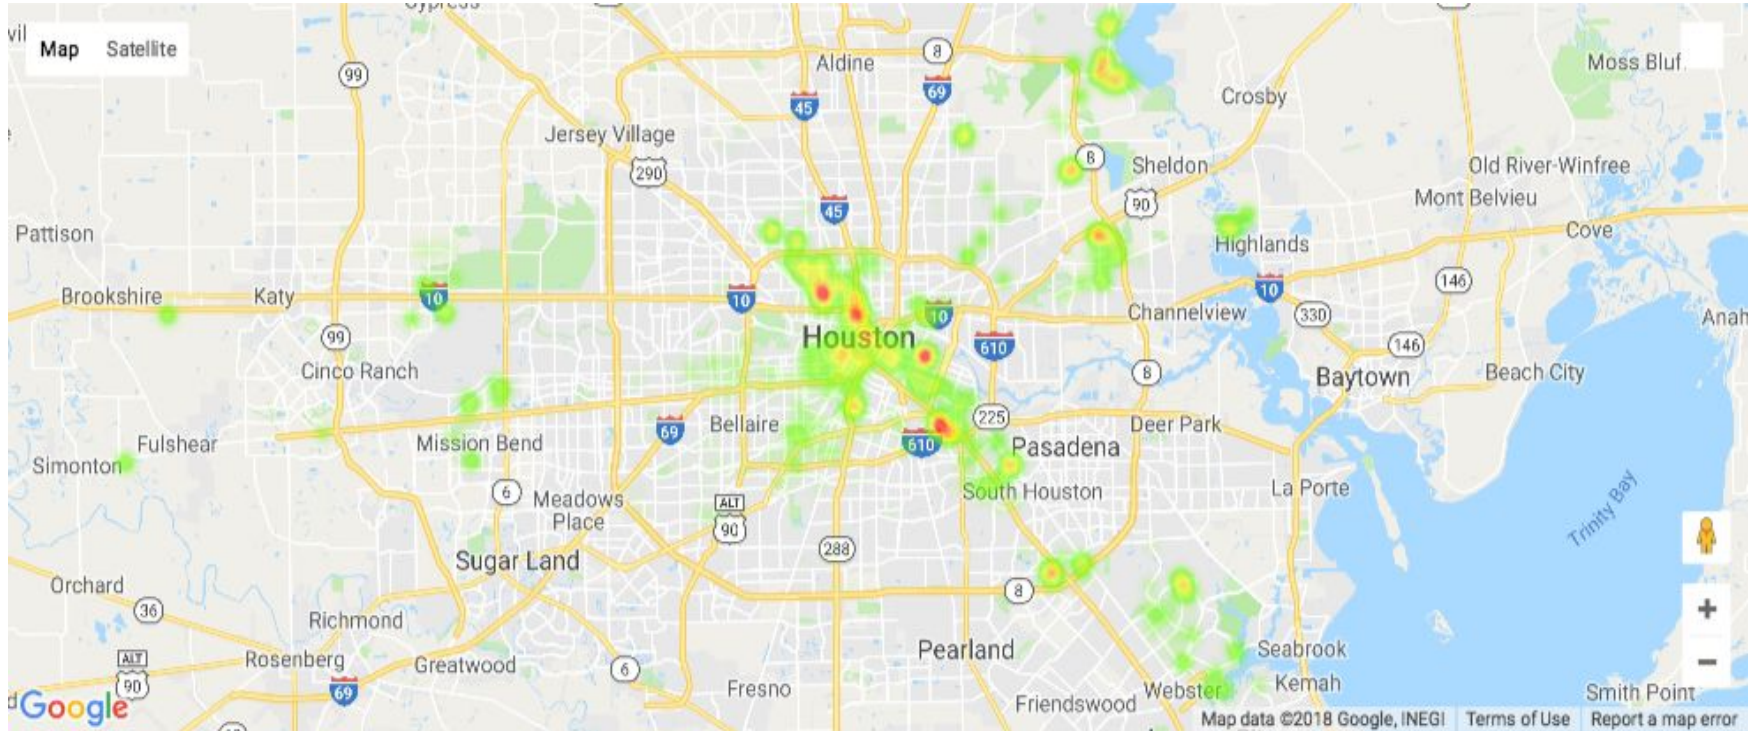 Cypress
Map Satellite
Aldine
8
Moss Bluf
99
69
45
Crosby
Jersey Village
8
Sheldon
Old River-Winfree
290
Mont Belvieu
90
45
Pattison
Cove
Highlands
146
Brookshire
Katy
10
10
10
10
Channelview
330
Anah
99
Houston
610
146
Cinco Ranch
8
Baytown
Beach City
Bellaire
225
Deer Park
69
Fulshear
Mission Bend
610
Pasadena
Simonton
6
South Houston
La Porte
Meadows
Place
ALT
90
Trinity Bay
288
Sugar Land
Orchard
8
36
Richmond
Pearland
Seabrook
ALT
90
Rosenberg
Greatwood
6
Fresno
Webster
Kemah
69
Friendswood
Smith Point
Google
Map data ©2018 Google, INEGI Terms of Use Report a map error